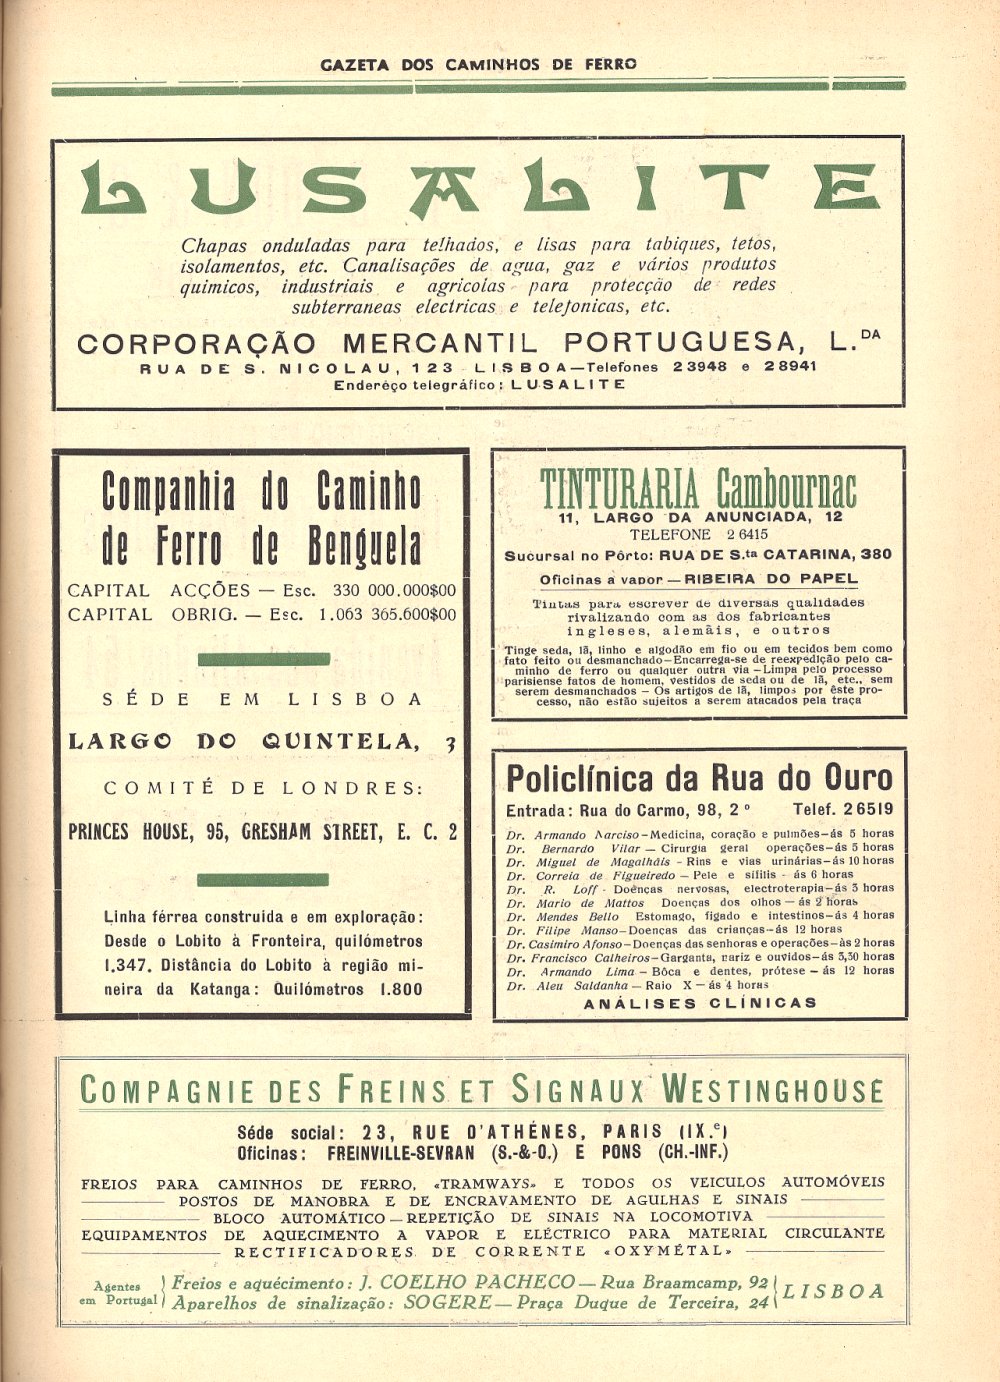 GAZETA DOS CAMINHOS DE FERRO
LUSALITE
Chapas onduladas para telhados, e lisas para tabiques, tetos,
isolamentos, etc. Canalisações de agua, gaz e vários produtos
quimicos, industriais e agricolas para protecção de redes
subterraneas electricas e telefonicas, etc.
CORPORAÇÃO MERCANTIL PORTUGUESA, L.DA
RUA DE S. NICOLAU, 123 - LISBOA—Telefones 23948 e 28941
Enderêço telegráfico: LUSALITE
Companhia do Caminho
de Ferro de Benguela
CAPITAL ACÇÕES — Esc. 330 000.000$00
CAPITAL OBRIG. — Esc. 1.063 365.600$00
SÉDE EM LISBOA
LARGO DO QUINTELA, 3
COMITÉ DE LONDRES:
PRINCES HOUSE, 95, GRESHAM STREET, E. C. 2
Linha férrea construida e em exploração:
Desde o Lobito à Fronteira, quilómetros
1.347. Distância do Lobito à região mi-
neira da Katanga: Quilómetros 1.800
TINTURARIA Cambournac
11, LARGO DA ANUNCIADA, 12
TELEFONE 2 6415
Sucursal no Pôrto: RUA DE S.ta CATARINA, 380
Oficinas a vapor — RIBEIRA DO PAPEL
Tintas para escrever de diversas qualidades
rivalizando com as dos fabricantes
ingleses, alemãis, e outros
Tinge seda, lã, linho e algodão em fio ou em tecidos bem como
fato feito ou desmanchado—Encarrega-se de reexpedição pelo ca-
minho de ferro ou qualquer outra via —Limpa pelo processo
parisiense fatos de homem, vestidos de seda ou de lã, etc., sem
serem desmanchados — Os artigos de lã, limpos por êste pro-
cesso, não estão sujeitos a serem atacados pela traça
Policlínica da Rua do Ouro
Entrada: Rua do Carmo, 98, 2º Telef. 26519
Dr. Armando Narciso—Medicina, coração e pulmões—ás 5 horas
Dr. Bernardo Vilar — Cirurgia geral operações—ás 5 horas
Dr. Miguel de Magalhãis - Rins e vias urinárias—ás 10 horas
Dr. Correia de Figueiredo — Pele e sífilis - ás 6 horas
Dr. R. Loff - Doenças nervosas, electroterapia—ás 3 horas
Dr. Mario de Mattos Doenças dos olhos — ás 2 horas
Dr. Mendes Bello Estomago, figado e intestinos—ás 4 horas
Dr. Filipe Manso—Doenças das crianças—ás 12 horas
Dr. Casimiro Afonso—Doenças das senhoras e operações—às 2 horas
Dr. Francisco Calheiros—Garganta, nariz e ouvidos—ás 3,30 horas
Dr. Armando Lima — Bôca e dentes, prótese — ás 12 horas
Dr. Aleu Saldanha — Raio X — ás 4 horas
ANÁLISES CLÍNICAS
COMPAGNIE DES FREINS ET SIGNAUX WESTINGHOUSE
Séde social: 23, RUE D'ATHÉNES, PARIS (IX.e)
Oficinas: FREINVILLE-SEVRAN (S.-&-O.) E PONS (CH.-INF.)
FREIOS PARA CAMINHOS DE FERRO, «TRAMWAYS» E TODOS OS VEICULOS AUTOMÓVEIS
POSTOS DE MANOBRA E DE ENCRAVAMENTO DE AGULHAS E SINAIS
BLOCO AUTOMÁTICO—REPETIÇÃO DE SINAIS NA LOCOMOTIVA
EQUIPAMENTOS DE AQUECIMENTO A VAPOR E ELÉCTRICO PARA MATERIAL CIRCULANTE
RECTIFICADORES DE CORRENTE «OXYMÉTAL»
Agentes em Portugal
Freios e aquécimento: J. COELHO PACHECO — Rua Braamcamp, 92
Aparelhos de sinalização: SOGERE — Praça Duque de Terceira, 24
LISBOA